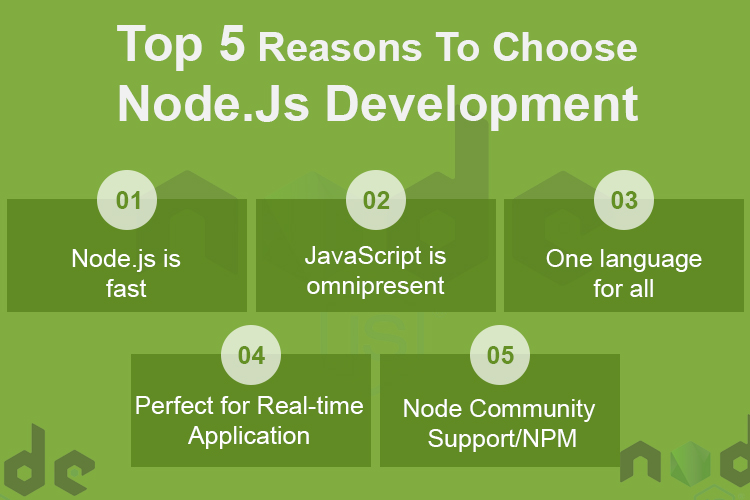 Top 5 Reasons To Choose
Node.Js Development
01
Node.js is
fast
02
JavaScript is
omnipresent
03
One language
for all
04
Perfect for Real-time
Application
05
Node Community
Support/NPM